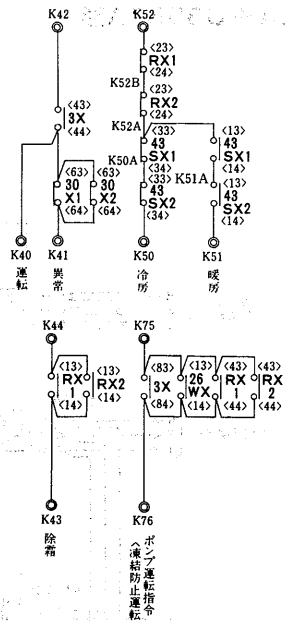 K42
<43>
3X
<44>
<63> <63>
30 30
X1 X2
<64> <64>
K40 K41
運転
異常
K52
<23>
RX1
<24>
K52B
<23>
RX2
<24>
K52A
<33> <13>
43 43
SX1 SX1
<34> <14>
K50A K51A
<33> <13>
43 43
SX2 SX2
<34> <14>
K50 K51
冷房
暖房
K44
<13> <13>
RX RX2
1
<14> <14>
K43
除霜
K75
<83> <13> <43> <43>
3X 26 RX RX
WX 1 2
<84> <14> <44> <44>
K76
ポンプ運転指令
<凍結防止運転